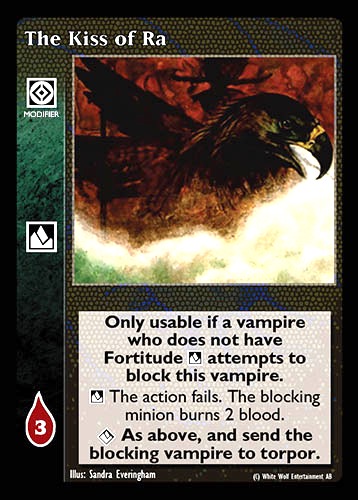 The Kiss of Ra
MODIFIER
Only usable if a vampire
who does not have
Fortitude attempts to
block this vampire.
The action fails. The blocking
minion burns 2 blood.
As above, and send the
blocking vampire to torpor.
3
Illus: Sandra Everingham
(C) White Wolf Entertainment AB